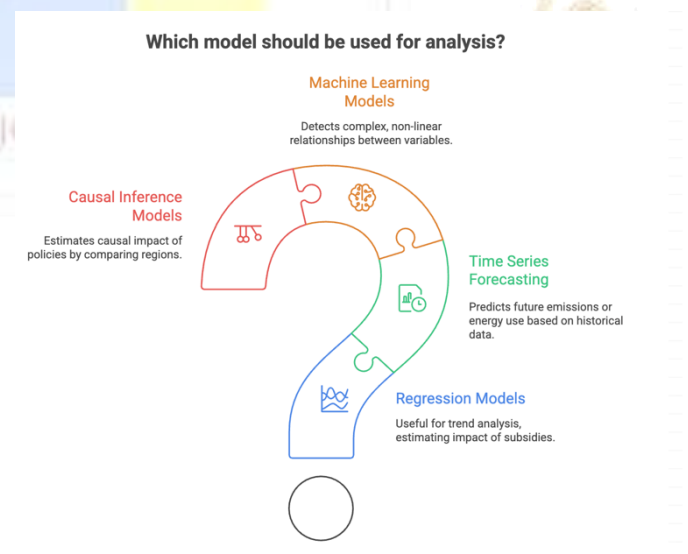 Which model should be used for analysis?
Machine Learning
Models
Detects complex, non-linear
relationships between variables.
Causal Inference
Models
Estimates causal impact of
policies by comparing regions.
Time Series
Forecasting
Predicts future emissions or
energy use based on historical
data.
Regression Models
Useful for trend analysis,
estimating impact of subsidies.